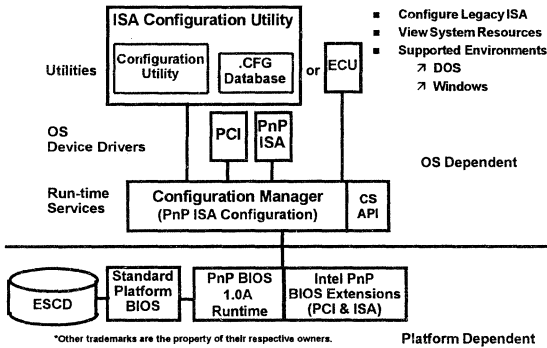 ISA Configuration Utility
Configuration
Utility
.CFG
Database
Utilities
or
ECU
Configure Legacy ISA
View System Resources
Supported Environments
DOS
Windows
OS
Device Drivers
PCI
PnP
ISA
OS Dependent
Run-time
Services
Configuration Manager
(PnP ISA Configuration)
CS
API
ESCD
Standard
Platform
BIOS
PnP BIOS
1.0A
Runtime
Intel PnP
BIOS Extensions
(PCI & ISA)
*Other trademarks are the property of their respective owners.
Platform Dependent